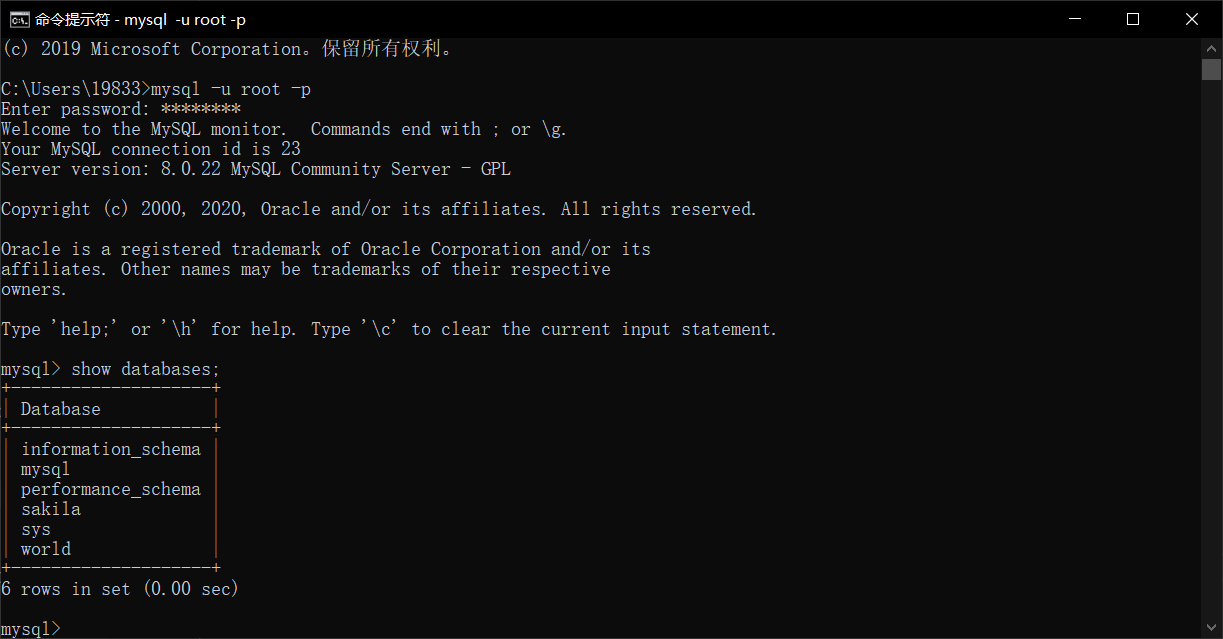 命令提示符 - mysql  -u root -p
(c) 2019 Microsoft Corporation。保留所有权利。
C:\Users\19833>mysql -u root -p
Enter password: ********
Welcome to the MySQL monitor.  Commands end with ; or \g.
Your MySQL connection id is 23
Server version: 8.0.22 MySQL Community Server - GPL
Copyright (c) 2000, 2020, Oracle and/or its affiliates. All rights reserved.
Oracle is a registered trademark of Oracle Corporation and/or its
affiliates. Other names may be trademarks of their respective
owners.
Type 'help;' or '\h' for help. Type '\c' to clear the current input statement.
mysql> show databases;
+--------------------+
| Database           |
+--------------------+
| information_schema |
| mysql              |
| performance_schema |
| sakila             |
| sys                |
| world              |
+--------------------+
6 rows in set (0.00 sec)
mysql>